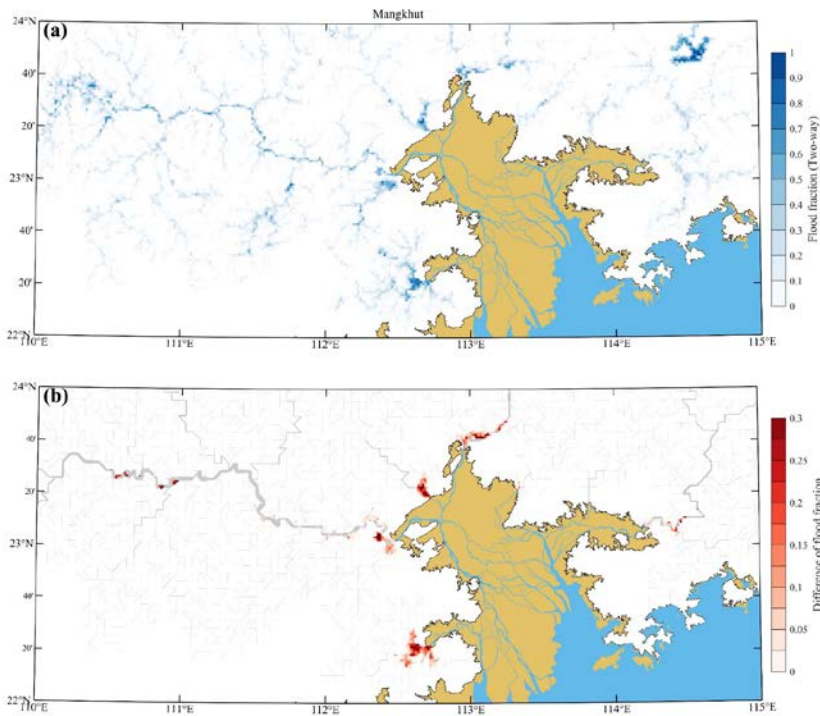 Mangkhut
(a)
24°N
40'
20'
23°N
40'
20'
22°N
110°E
111°E
112°E
113°E
114°E
115°E
1
0.9
0.8
0.7
0.6
0.5
0.4
0.3
0.2
0.1
0
Flood fraction (Two-way)
(b)
24°N
40'
20'
23°N
40'
20'
22°N
110°E
111°E
112°E
113°E
114°E
115°E
0.3
0.25
0.2
0.15
0.1
0.05
0
Difference of flood fraction